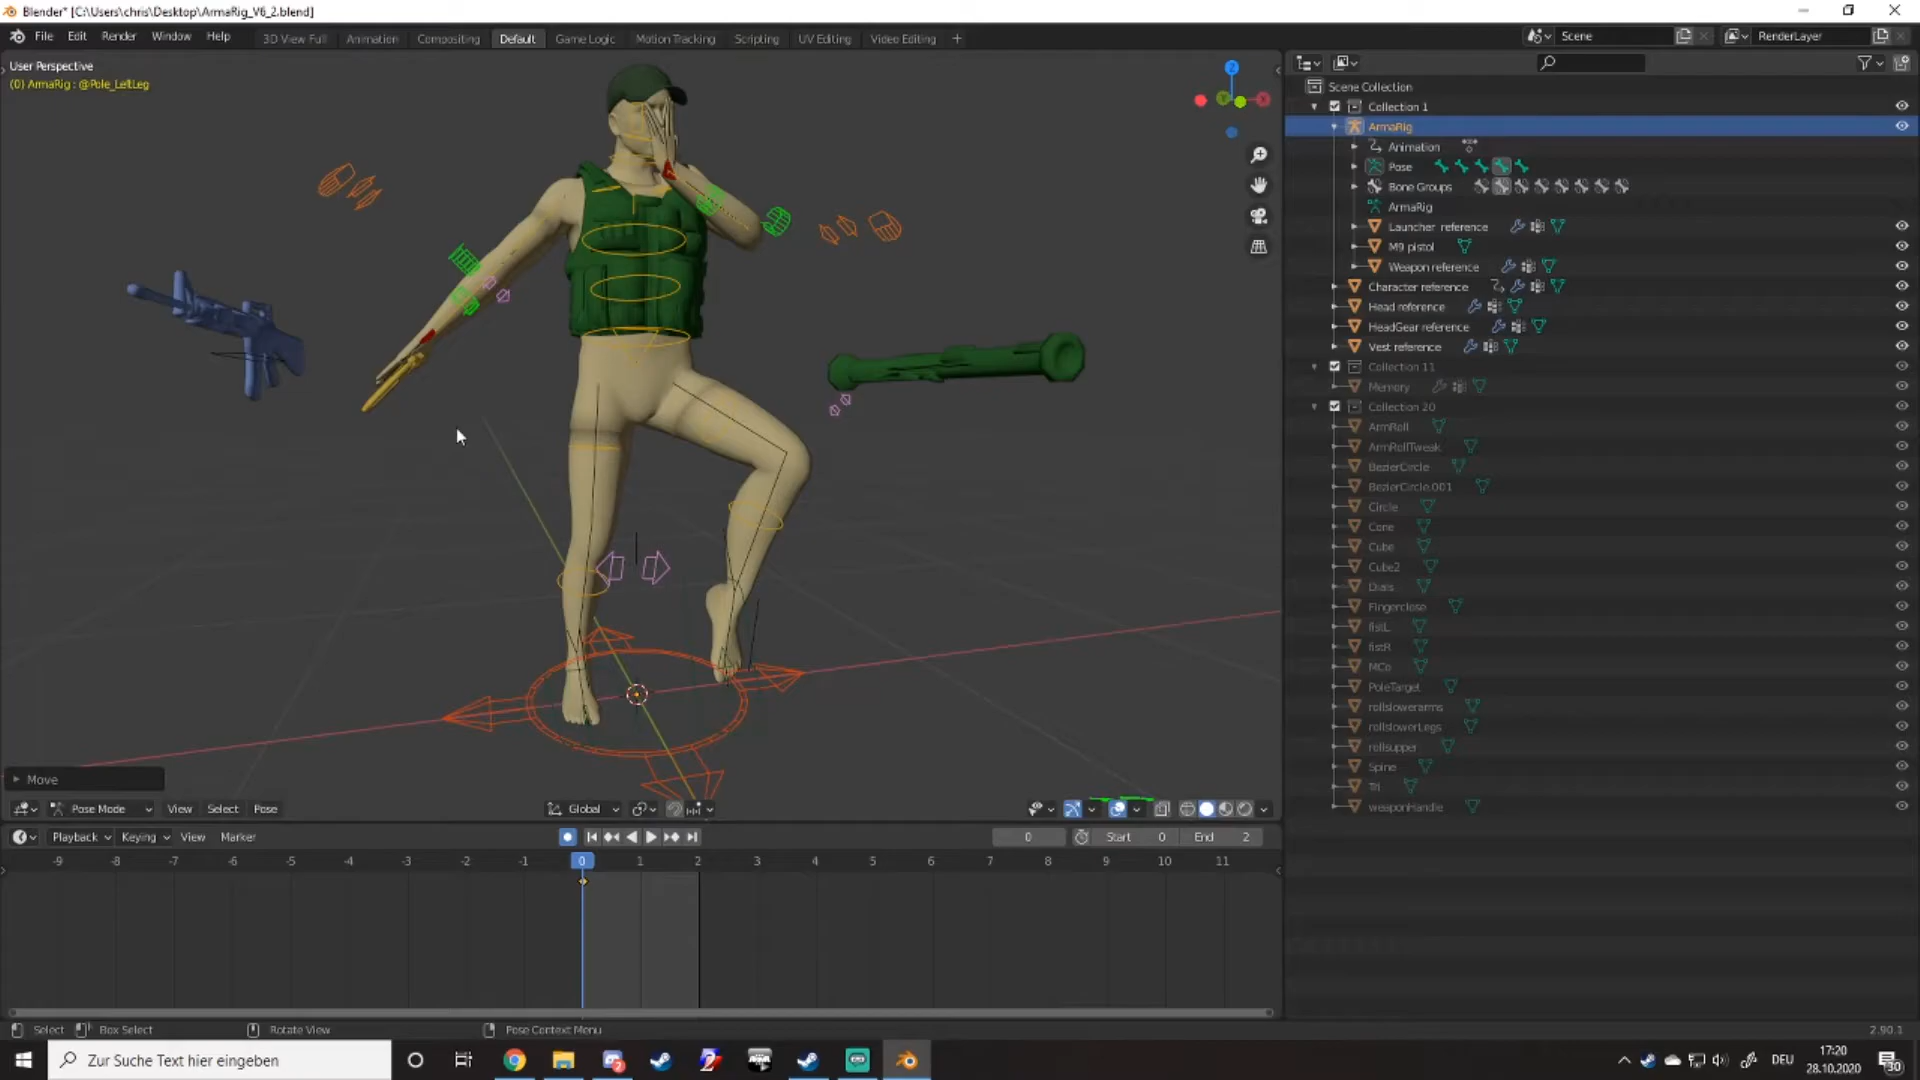 Blender* [C:\Users\chris\Desktop\ArmaRig_V6_2.blend]
File Edit Render Window Help 3D View Full Animation Compositing Default Game Logic Motion Tracking Scripting UV Editing Video Editing + Scene RenderLayer
User Perspective
(0) ArmaRig : @Pole_LeftLeg
Scene Collection
Collection 1
ArmaRig
Animation
Pose
Bone Groups
ArmaRig
Launcher reference
M9 pistol
Weapon reference
Character reference
Head reference
HeadGear reference
Vest reference
Collection 11
Memory
Collection 20
ArmRoll
ArmRollTweak
BezierCircle
BezierCircle.001
Circle
Cone
Cube
Cube2
Dials
Fingerclose
fistL
fistR
MCo
PoleTarget
rollslowerarms
rollslowerLegs
rollsupper
Spine
Tri
weaponHandle
Move
Pose Mode View Select Pose Global
Playback Keying View Marker 0 Start 0 End 2
-9 -8 -7 -6 -5 -4 -3 -2 -1 0 1 2 3 4 5 6 7 8 9 10 11
Select Box Select Rotate View Pose Context Menu 2.90.1
Zur Suche Text hier eingeben DEU 17:20
28.10.2020 30